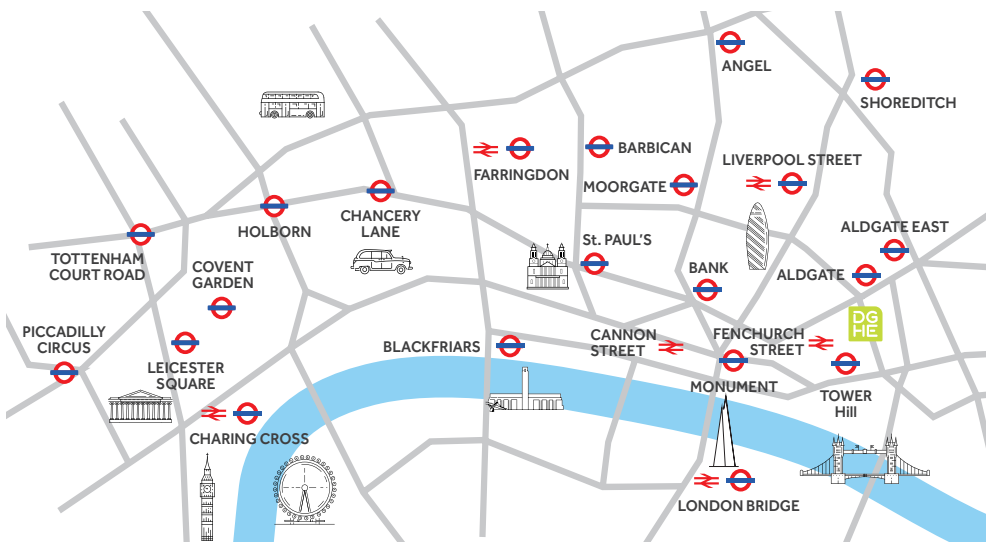 ANGEL
SHOREDITCH
BARBICAN
FARRINGDON
LIVERPOOL STREET
MOORGATE
CHANCERY
LANE
HOLBORN
TOTTENHAM
COURT ROAD
St. PAUL'S
ALDGATE EAST
COVENT
GARDEN
BANK
ALDGATE
DG
HE
PICCADILLY
CIRCUS
BLACKFRIARS
CANNON
STREET
FENCHURCH
STREET
LEICESTER
SQUARE
MONUMENT
TOWER
Hill
CHARING CROSS
LONDON BRIDGE